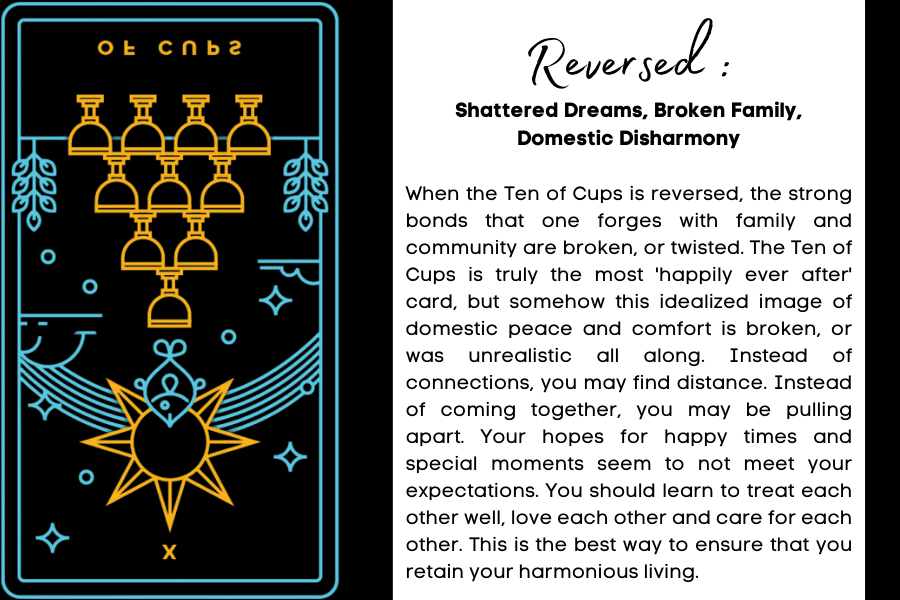 OF CUPS
X
Reversed :
Shattered Dreams, Broken Family,
Domestic Disharmony
When the Ten of Cups is reversed, the strong
bonds that one forges with family and
community are broken, or twisted. The Ten of
Cups is truly the most 'happily ever after'
card, but somehow this idealized image of
domestic peace and comfort is broken, or
was unrealistic all along. Instead of
connections, you may find distance. Instead
of coming together, you may be pulling
apart. Your hopes for happy times and
special moments seem to not meet your
expectations. You should learn to treat each
other well, love each other and care for each
other. This is the best way to ensure that you
retain your harmonious living.